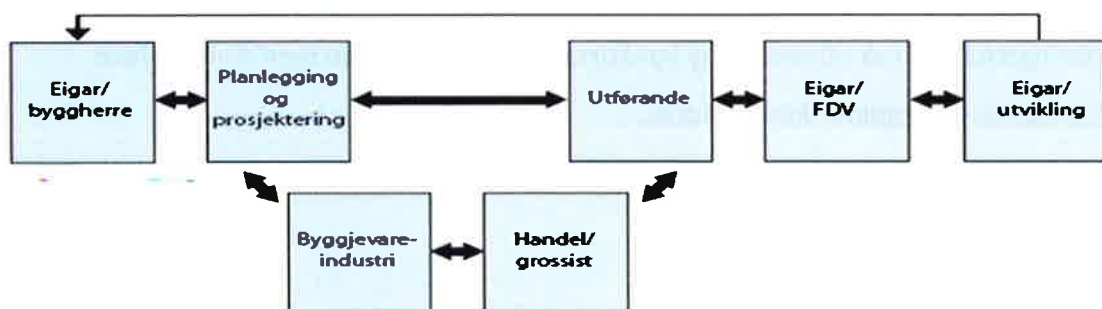 Eigar/
byggherre
Planlegging
og
prosjektering
Utførande
Eigar/
FDV
Eigar/
utvikling
Byggjevare-
industri
Handel/
grossist